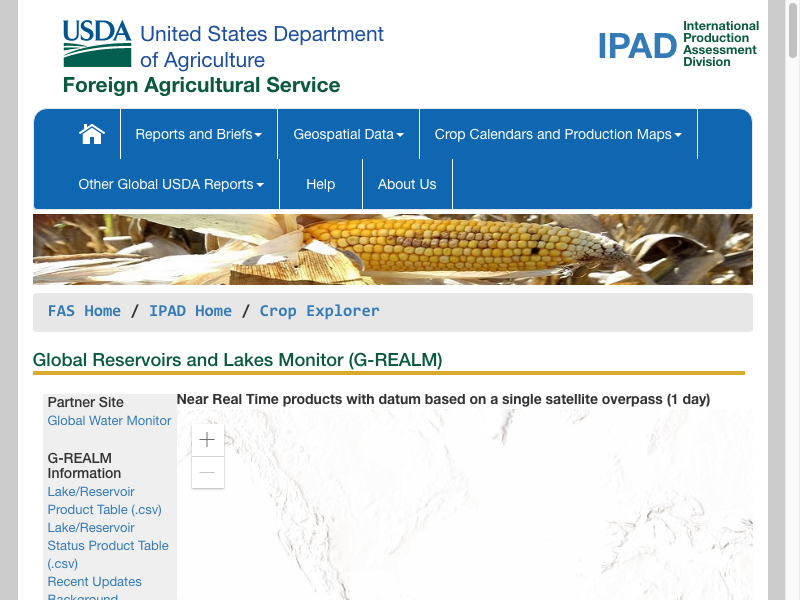 USDA
United States Department
of Agriculture
Foreign Agricultural Service
IPAD
International
Production
Assessment
Division
Reports and Briefs
Geospatial Data
Crop Calendars and Production Maps
Other Global USDA Reports
Help
About Us
FAS Home / IPAD Home / Crop Explorer
Global Reservoirs and Lakes Monitor (G-REALM)
Partner Site
Global Water Monitor
G-REALM
Information
Lake/Reservoir
Product Table (.csv)
Lake/Reservoir
Status Product Table
(.csv)
Recent Updates
Background
Near Real Time products with datum based on a single satellite overpass (1 day)